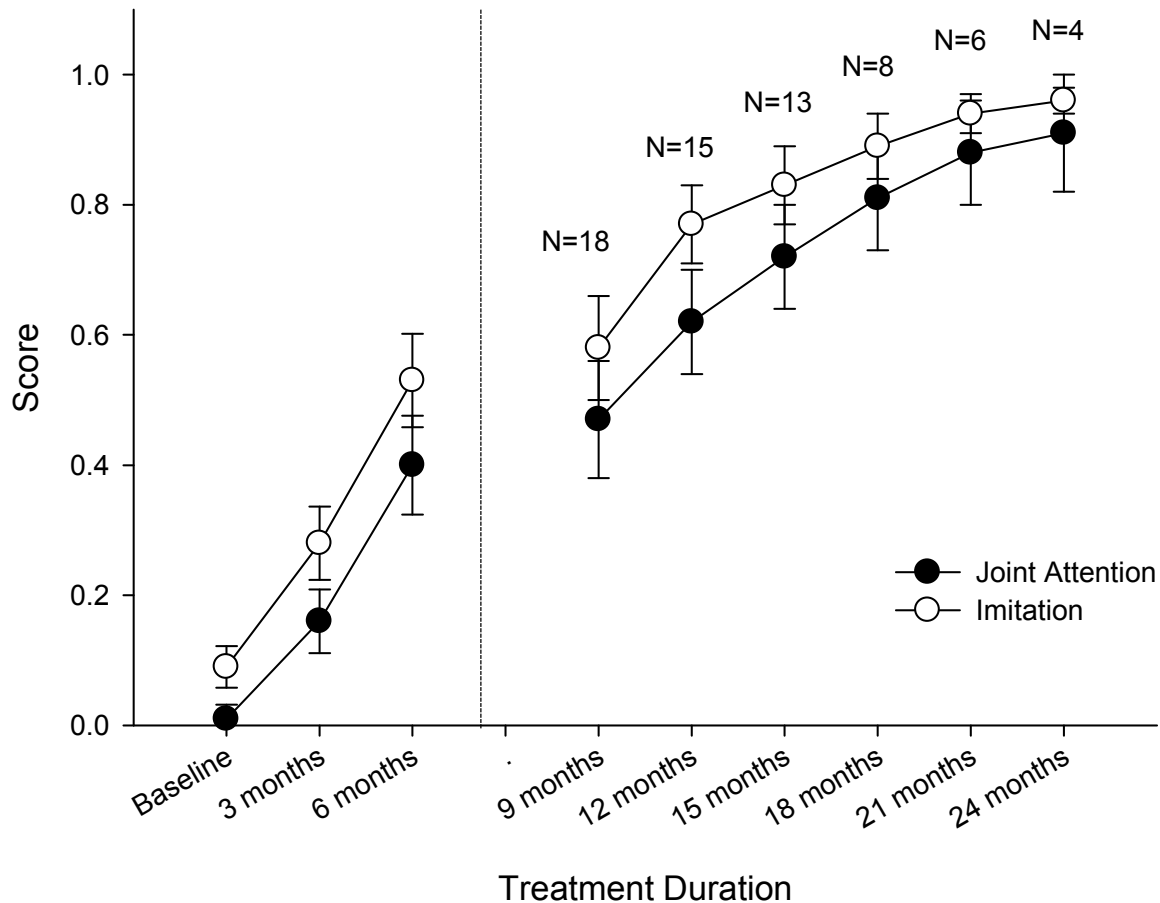 N=4
N=6
N=8
N=13
N=15
N=18
1.0
0.8
0.6
0.4
0.2
0.0
Score
Joint Attention
Imitation
Baseline
3 months
6 months
.
9 months
12 months
15 months
18 months
21 months
24 months
Treatment Duration